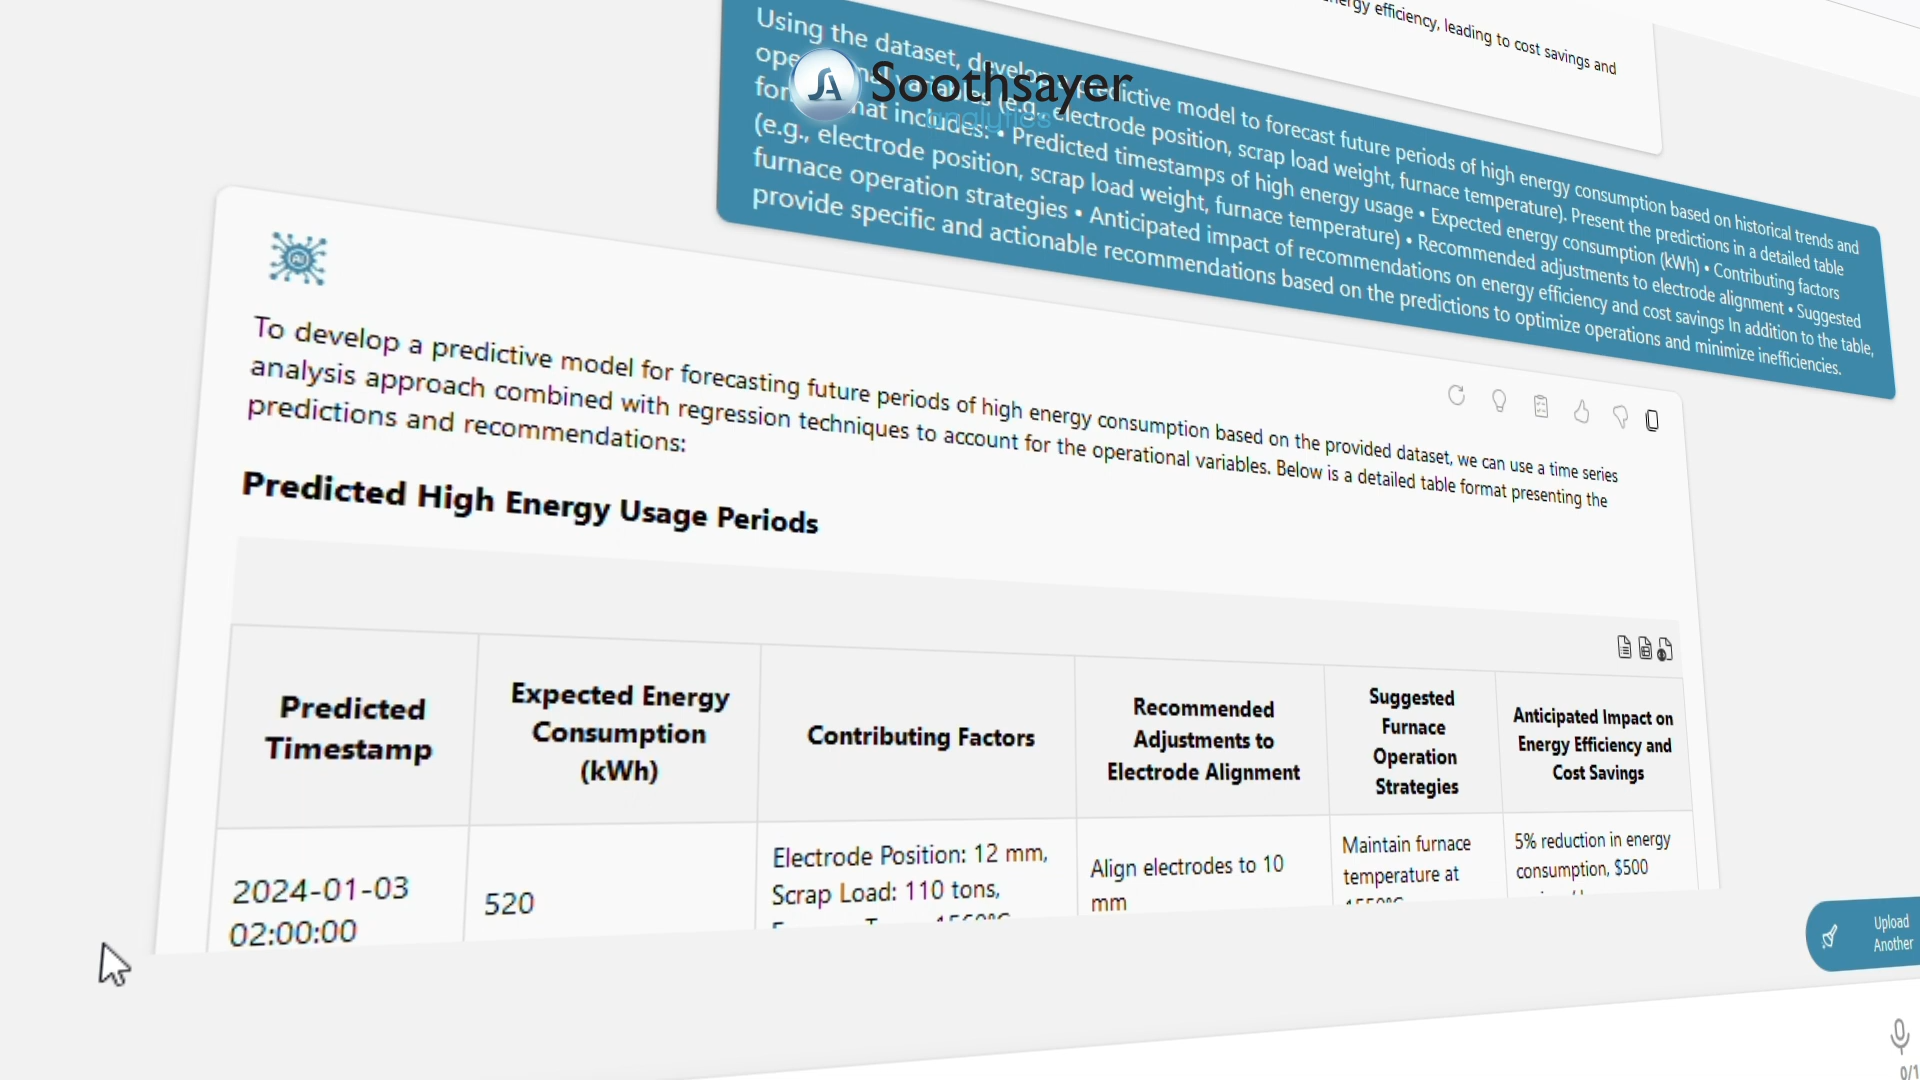 energy efficiency, leading to cost savings and
Using the dataset, develop a predictive model to forecast future periods of high energy consumption based on historical trends and
variables (e.g., electrode position, scrap load weight, furnace temperature). Present the predictions in a detailed table
that includes: • Predicted timestamps of high energy usage • Expected energy consumption (kWh) • Contributing factors
(e.g., electrode position, scrap load weight, furnace temperature) • Recommended adjustments to electrode alignment • Suggested
furnace operation strategies • Anticipated impact of recommendations on energy efficiency and cost savings In addition to the table,
provide specific and actionable recommendations based on the predictions to optimize operations and minimize inefficiencies.
SA Soothsayer
analytics
AI
To develop a predictive model for forecasting future periods of high energy consumption based on the provided dataset, we can use a time series
analysis approach combined with regression techniques to account for the operational variables. Below is a detailed table format presenting the
predictions and recommendations:
Predicted High Energy Usage Periods
Predicted
Timestamp
Expected Energy
Consumption
(kWh)
Contributing Factors
Recommended
Adjustments to
Electrode Alignment
Suggested
Furnace
Operation
Strategies
Anticipated Impact on
Energy Efficiency and
Cost Savings
2024-01-03
02:00:00
520
Electrode Position: 12 mm,
Scrap Load: 110 tons,
Align electrodes to 10
mm
Maintain furnace
temperature at
5% reduction in energy
consumption, $500
Upload
Another